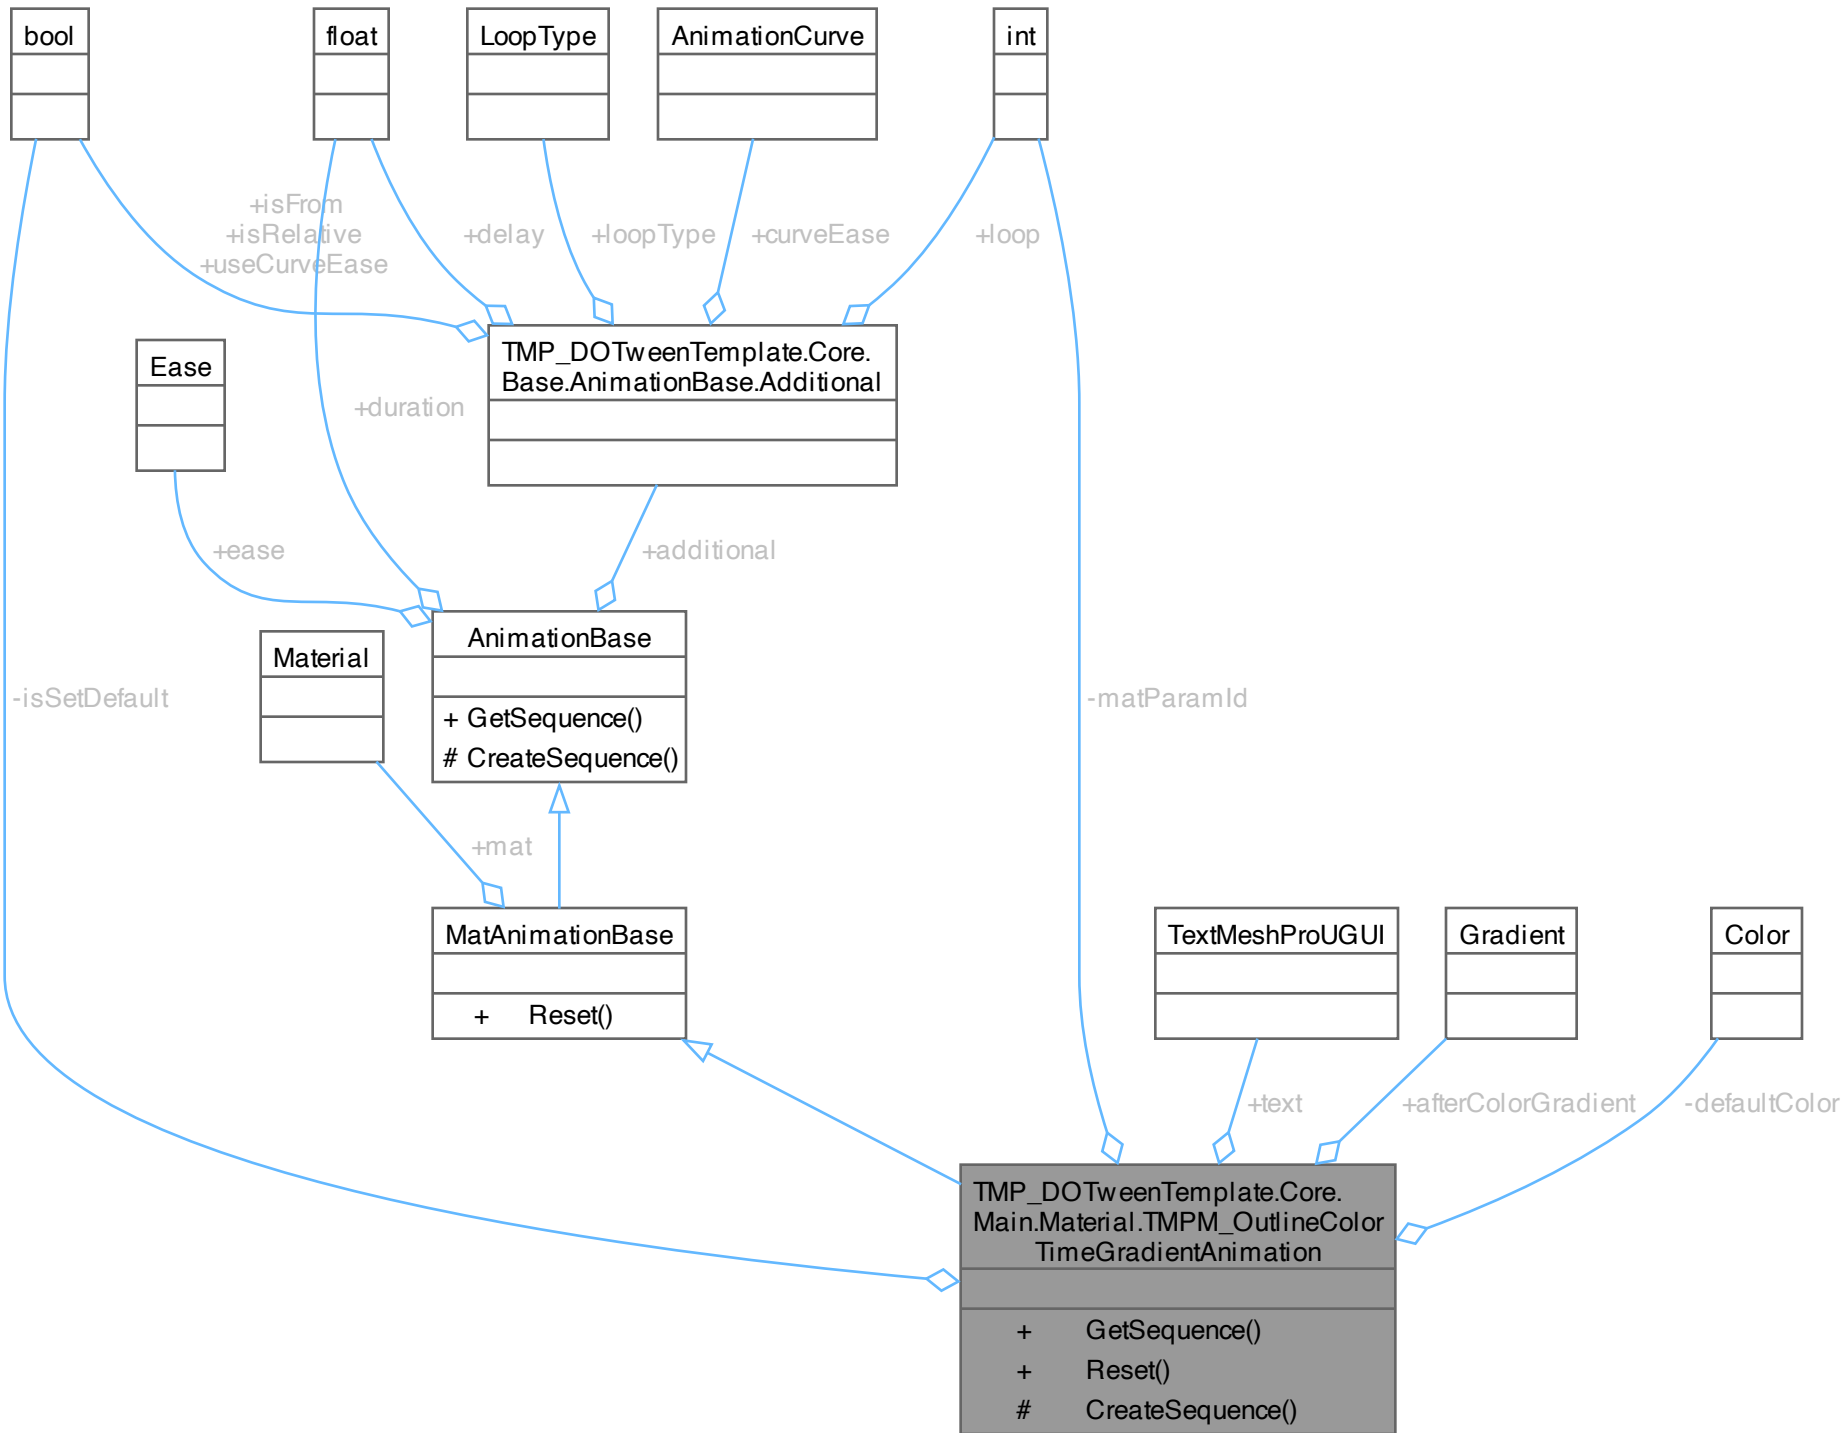 bool
float
LoopType
AnimationCurve
int
+isFrom
+isRelative
+useCurveEase
+delay
+loopType
+curveEase
+loop
Ease
TMP_DOTweenTemplate.Core.
Base.AnimationBase.Additional
+duration
+ease
+additional
AnimationBase
+ GetSequence()
# CreateSequence()
Material
-isSetDefault
-matParamId
+mat
MatAnimationBase
+ Reset()
TextMeshProUGUI
Gradient
Color
+text
+afterColorGradient
-defaultColor
TMP_DOTweenTemplate.Core.
Main.Material.TMPM_OutlineColor
TimeGradientAnimation
+ GetSequence()
+ Reset()
# CreateSequence()